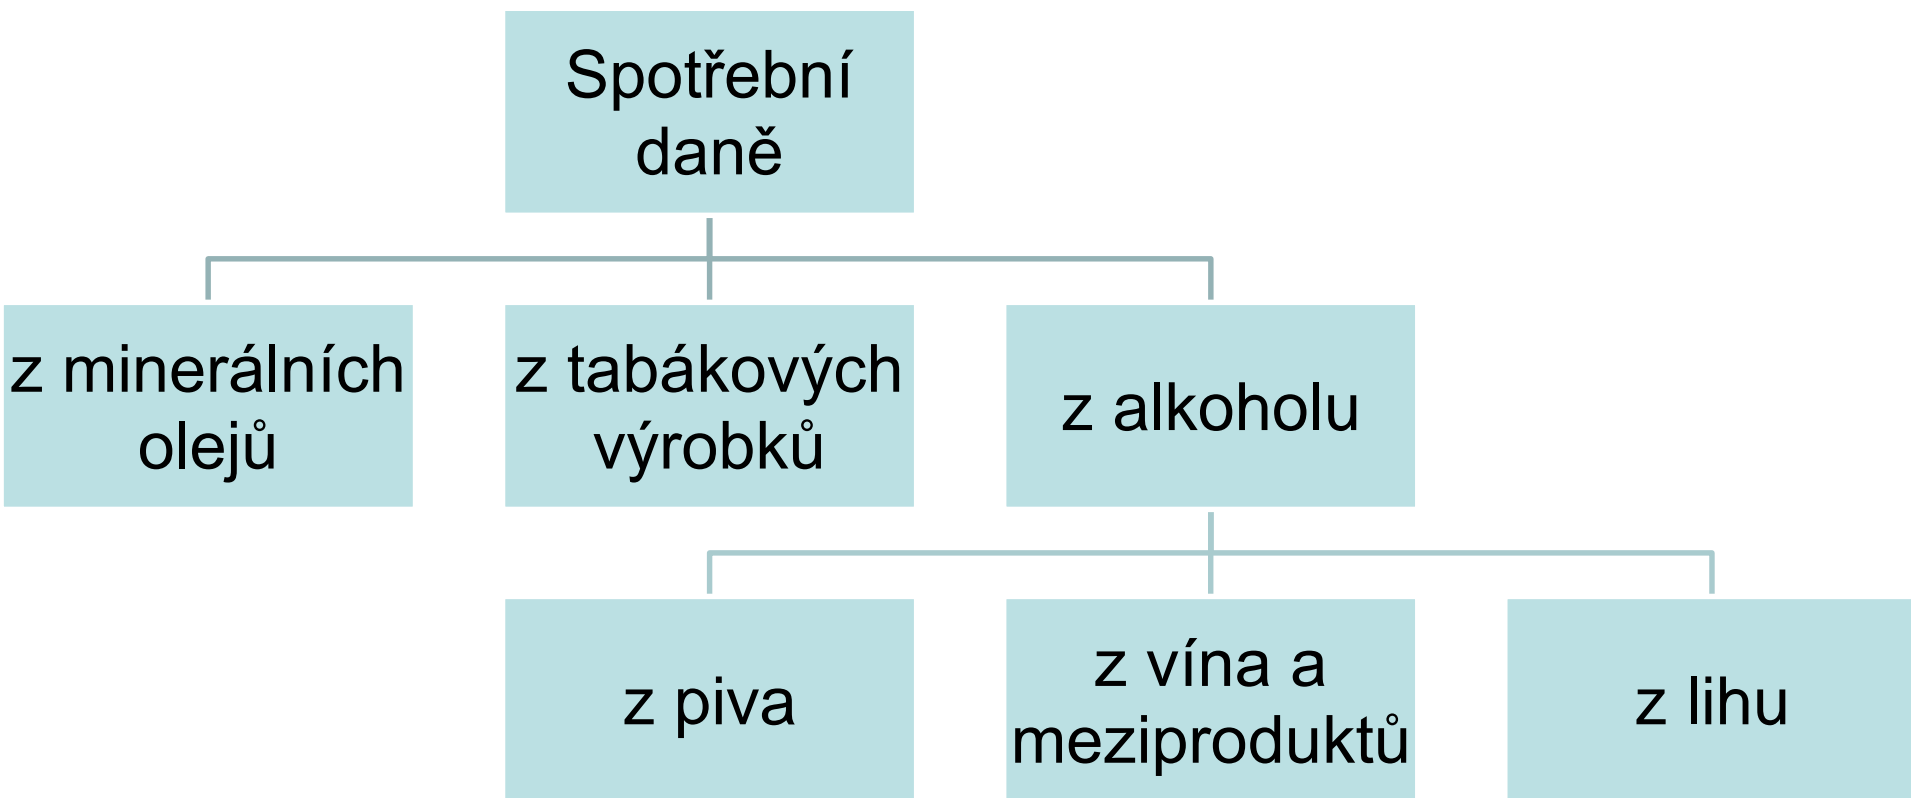 Spotřební
daně
z minerálních
olejů
z tabákových
výrobků
z alkoholu
z piva
z vína a
meziproduktů
z lihu